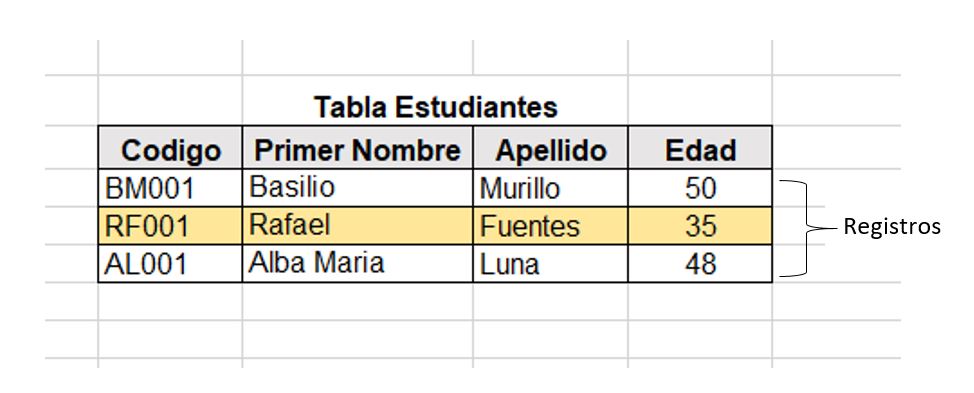 Tabla Estudiantes
Codigo Primer Nombre Apellido Edad
BM001 Basilio Murillo 50
RF001 Rafael Fuentes 35 Registros
AL001 Alba Maria Luna 48